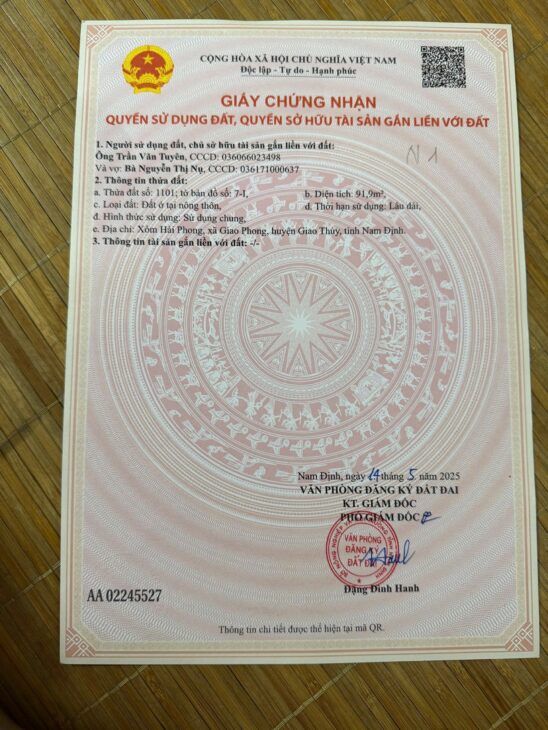 CỘNG HÒA XÃ HỘI CHỦ NGHĨA VIỆT NAM
Độc lập - Tự do - Hạnh phúc
GIẤY CHỨNG NHẬN
QUYỀN SỬ DỤNG ĐẤT, QUYỀN SỞ HỮU TÀI SẢN GẮN LIỀN VỚI ĐẤT
N 1
1. Người sử dụng đất, chủ sở hữu tài sản gắn liền với đất:
Ông Trần Văn Tuyên, CCCD: 036066023498
Và vợ: Bà Nguyễn Thị Nụ, CCCD: 036171000637
2. Thông tin thửa đất:
a. Thửa đất số: 1101; tờ bản đồ số: 7-I, b. Diện tích: 91,9m²,
c. Loại đất: Đất ở tại nông thôn, d. Thời hạn sử dụng: Lâu dài,
đ. Hình thức sử dụng: Sử dụng chung,
e. Địa chỉ: Xóm Hải Phong, xã Giao Phong, huyện Giao Thủy, tỉnh Nam Định.
3. Thông tin tài sản gắn liền với đất: -/-
Nam Định, ngày 14 tháng 5 năm 2025
VĂN PHÒNG ĐĂNG KÝ ĐẤT ĐAI
KT. GIÁM ĐỐC
PHÓ GIÁM ĐỐC
VĂN PHÒNG
ĐĂNG KÝ
ĐẤT ĐAI
Đặng Đình Hanh
AA 02245527
Thông tin chi tiết được thể hiện tại mã QR.